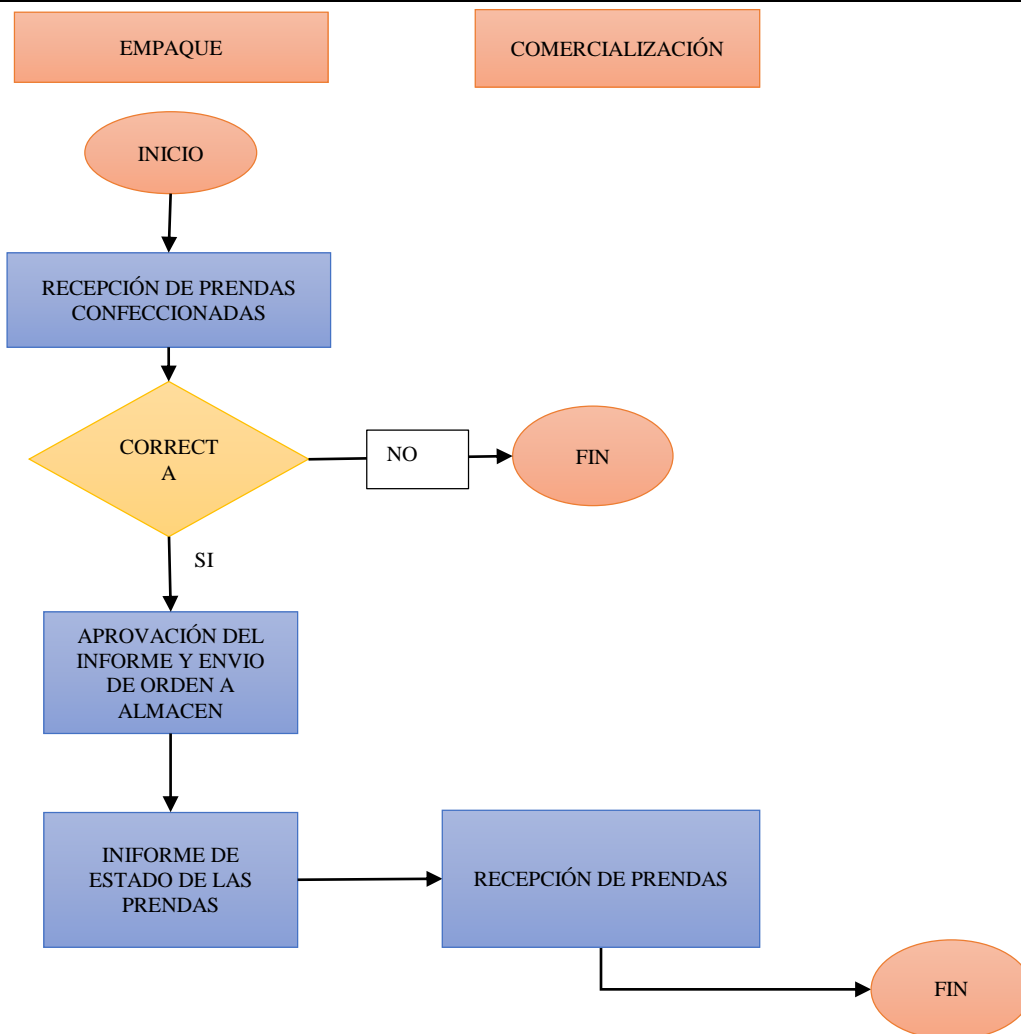 EMPAQUE
COMERCIALIZACIÓN
INICIO
RECEPCIÓN DE PRENDAS
CONFECCIONADAS
CORRECT
A
NO
FIN
SI
APROVACIÓN DEL
INFORME Y ENVIO
DE ORDEN A
ALMACEN
INIFORME DE
ESTADO DE LAS
PRENDAS
RECEPCIÓN DE PRENDAS
FIN